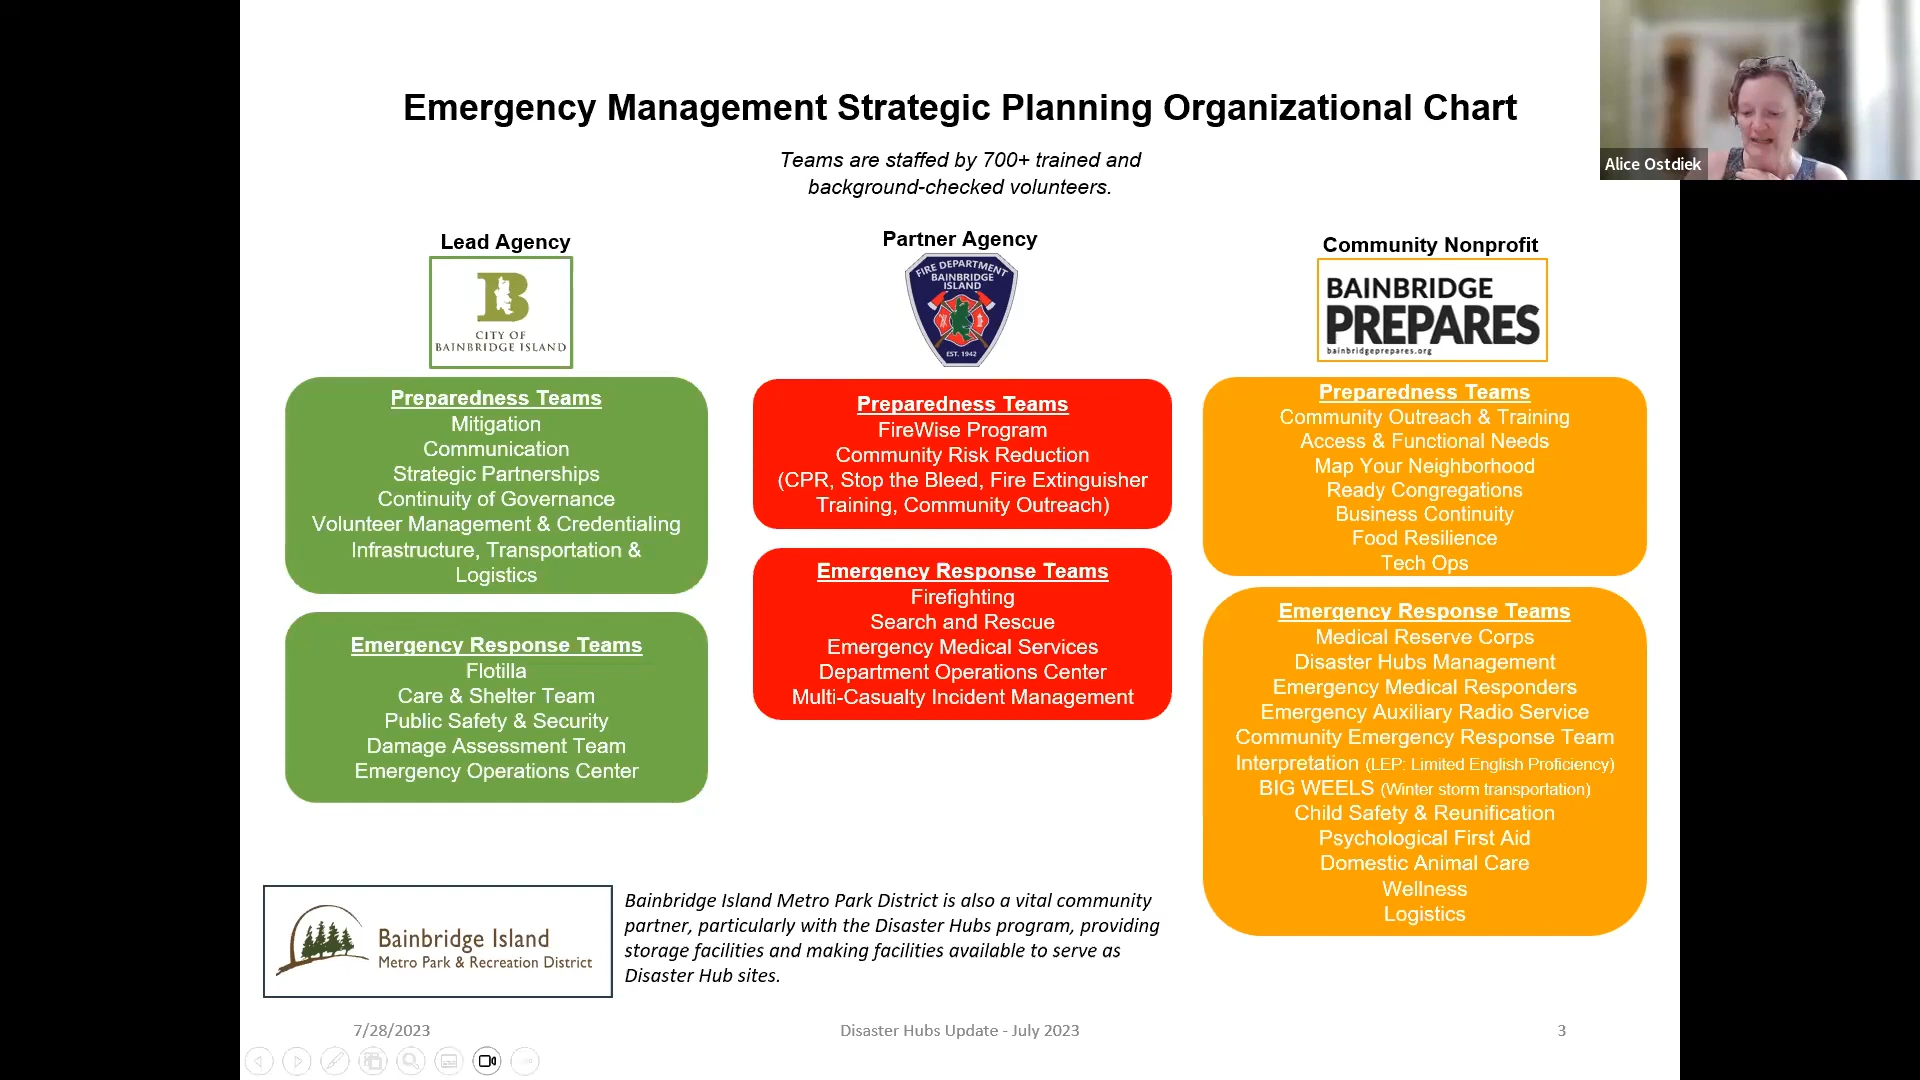 Emergency Management Strategic Planning Organizational Chart
Teams are staffed by 700+ trained and
background-checked volunteers.
Alice Ostdiek
Lead Agency
B
CITY OF
BAINBRIDGE ISLAND
Preparedness Teams
Mitigation
Communication
Strategic Partnerships
Continuity of Governance
Volunteer Management & Credentialing
Infrastructure, Transportation &
Logistics
Emergency Response Teams
Flotilla
Care & Shelter Team
Public Safety & Security
Damage Assessment Team
Emergency Operations Center
Partner Agency
FIRE DEPARTMENT
BAINBRIDGE
ISLAND
EST. 1942
Preparedness Teams
FireWise Program
Community Risk Reduction
(CPR, Stop the Bleed, Fire Extinguisher
Training, Community Outreach)
Emergency Response Teams
Firefighting
Search and Rescue
Emergency Medical Services
Department Operations Center
Multi-Casualty Incident Management
Community Nonprofit
BAINBRIDGE
PREPARES
bainbridgeprepares.org
Preparedness Teams
Community Outreach & Training
Access & Functional Needs
Map Your Neighborhood
Ready Congregations
Business Continuity
Food Resilience
Tech Ops
Emergency Response Teams
Medical Reserve Corps
Disaster Hubs Management
Emergency Medical Responders
Emergency Auxiliary Radio Service
Community Emergency Response Team
Interpretation (LEP: Limited English Proficiency)
BIG WEELS (Winter storm transportation)
Child Safety & Reunification
Psychological First Aid
Domestic Animal Care
Wellness
Logistics
Bainbridge Island
Metro Park & Recreation District
Bainbridge Island Metro Park District is also a vital community
partner, particularly with the Disaster Hubs program, providing
storage facilities and making facilities available to serve as
Disaster Hub sites.
7/28/2023
Disaster Hubs Update - July 2023
3